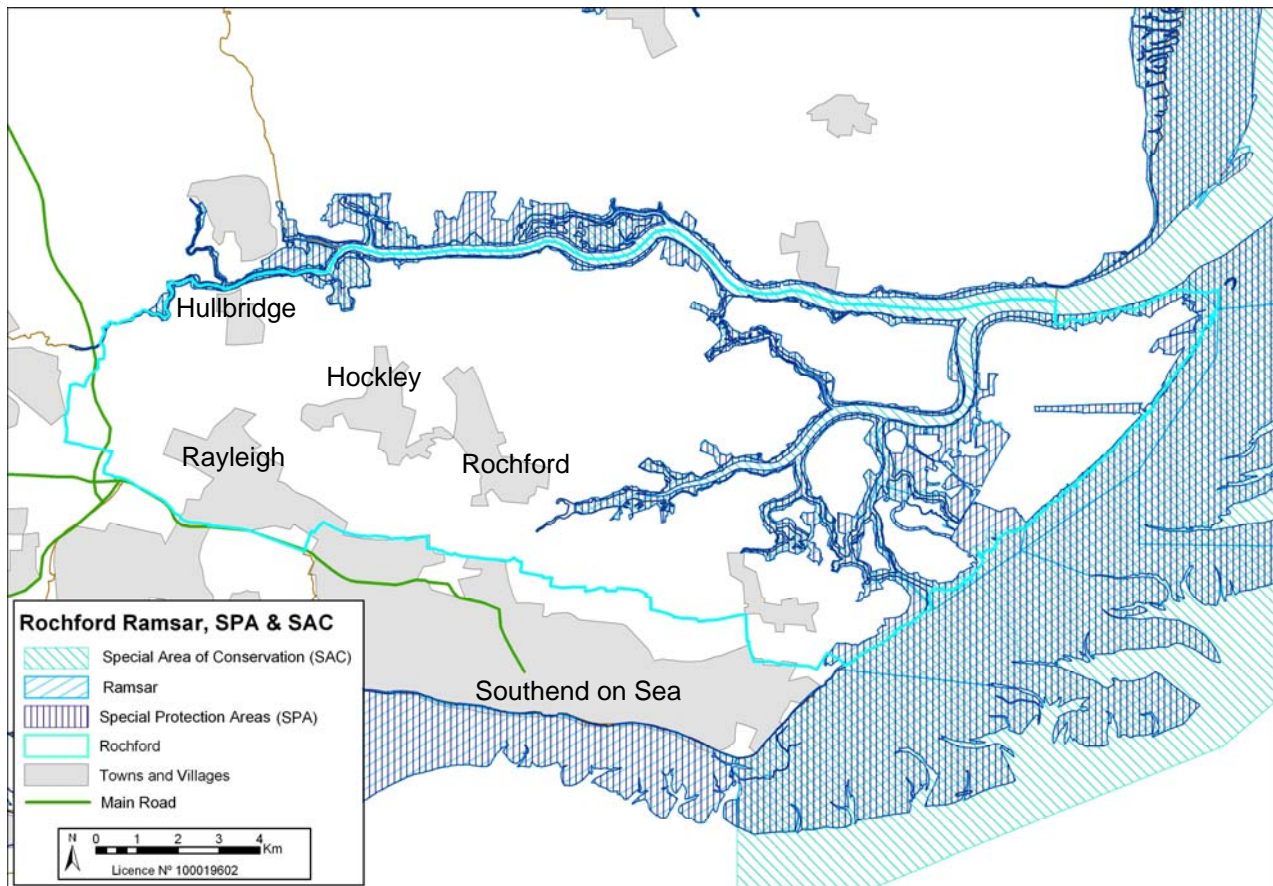 Hullbridge
Hockley
Rayleigh
Rochford
Southend on Sea
Rochford Ramsar, SPA & SAC
Special Area of Conservation (SAC)
Ramsar
Special Protection Areas (SPA)
Rochford
Towns and Villages
Main Road
N
0 1 2 3 4
Km
Licence Nº 100019602